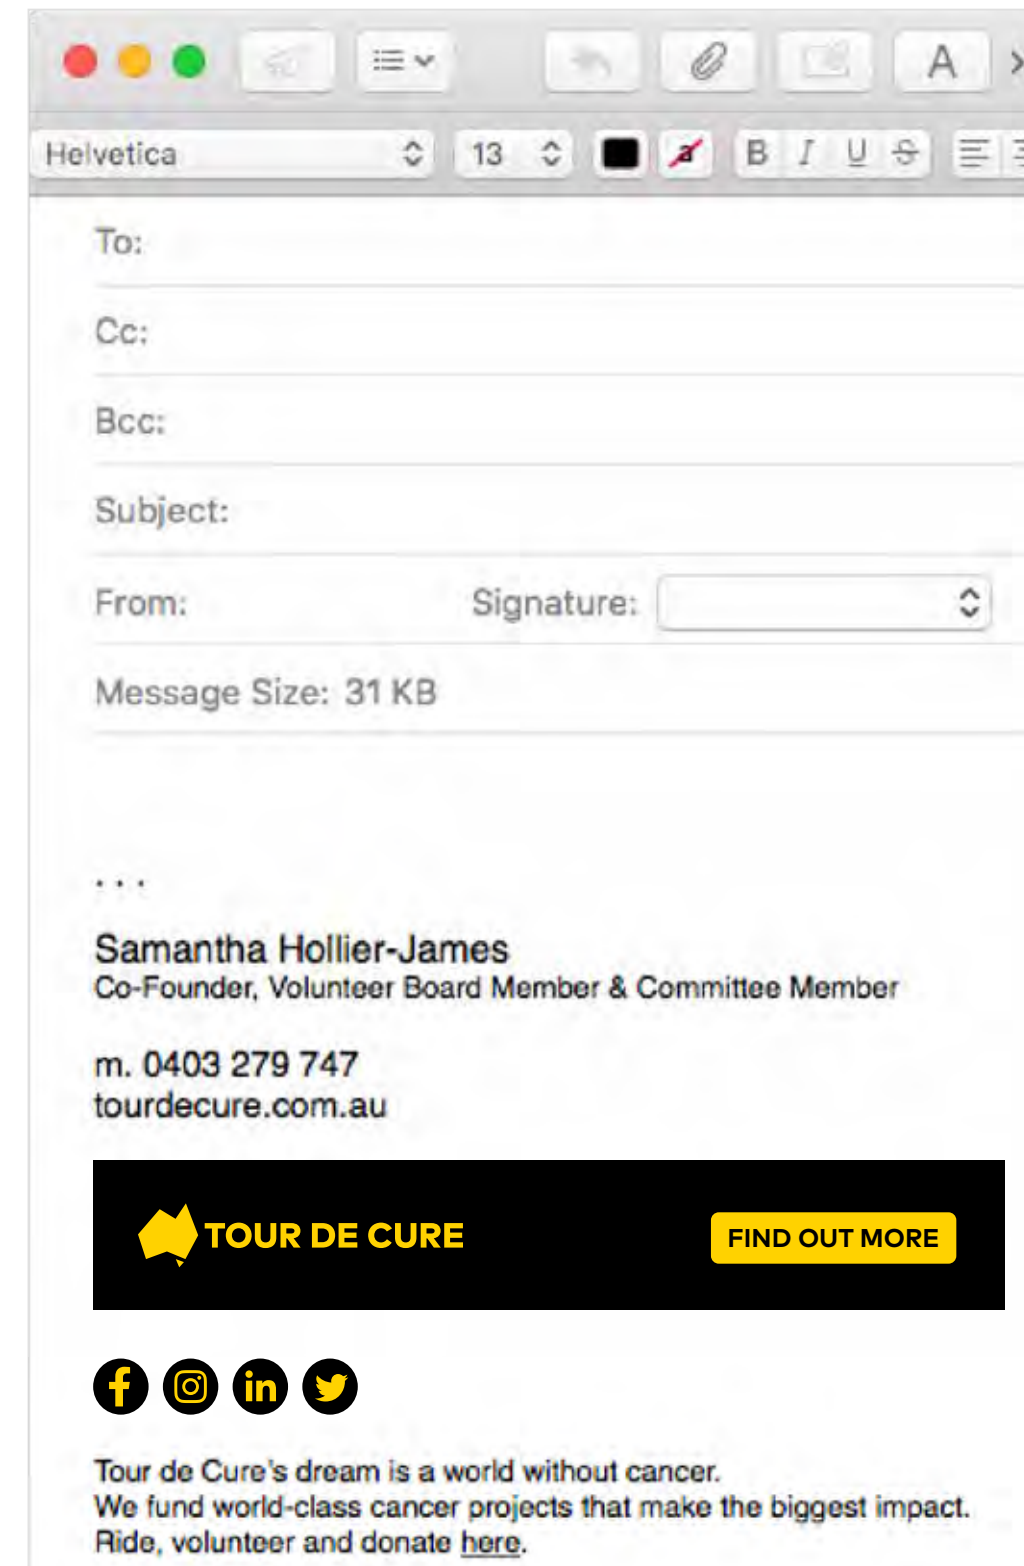 A
Helvetica
13
a B I U S
To:
Cc:
Bcc:
Subject:
From:
Signature:
Message Size: 31 KB
. . .
Samantha Hollier-James
Co-Founder, Volunteer Board Member & Committee Member
m. 0403 279 747
tourdecure.com.au
TOUR DE CURE
FIND OUT MORE
f in
Tour de Cure's dream is a world without cancer.
We fund world-class cancer projects that make the biggest impact.
Ride, volunteer and donate here.